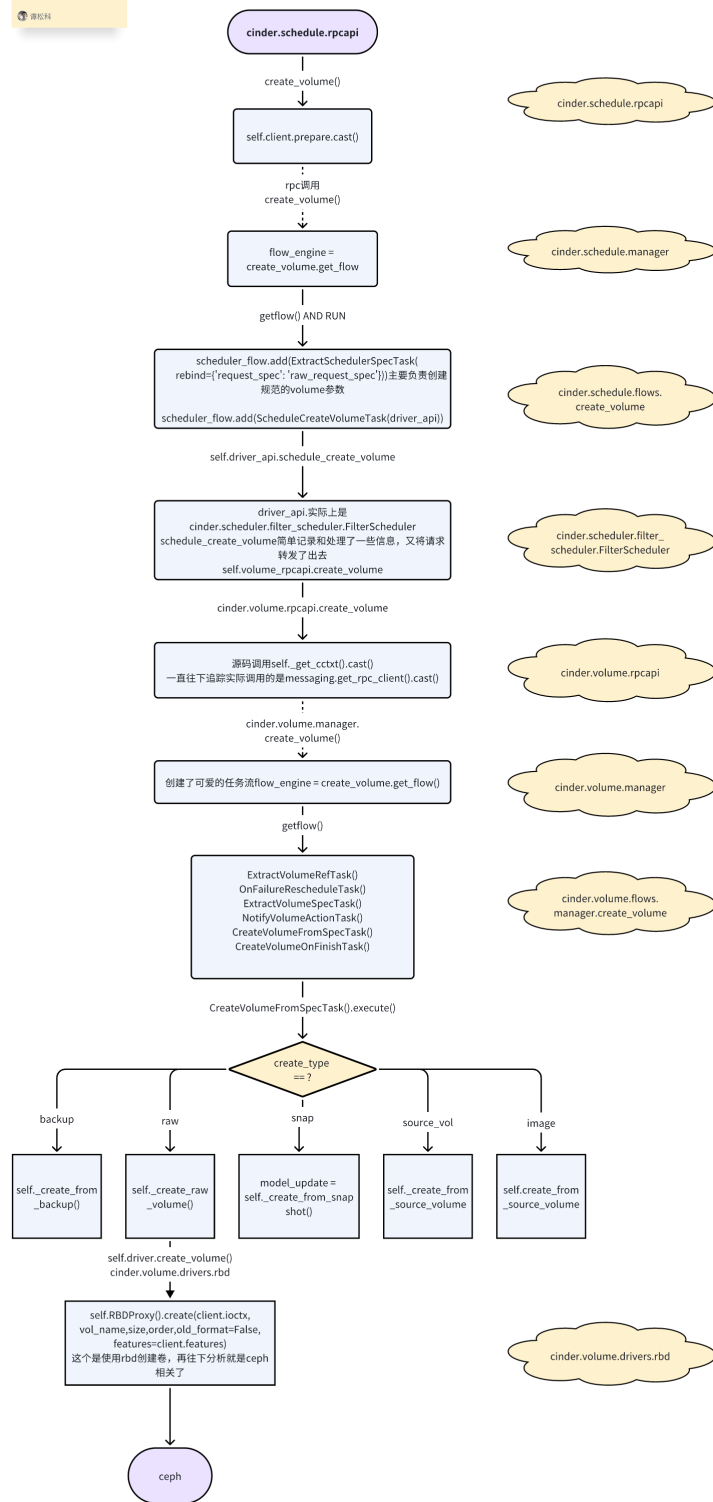 谭松科
cinder.schedule.rpcapi
create_volume()
cinder.schedule.rpcapi
self.client.prepare.cast()
rpc调用
create_volume()
flow_engine =
create_volume.get_flow
cinder.schedule.manager
getflow() AND RUN
scheduler_flow.add(ExtractSchedulerSpecTask(
rebind={'request_spec': 'raw_request_spec'}))主要负责创建
规范的volume参数
scheduler_flow.add(ScheduleCreateVolumeTask(driver_api))
cinder.schedule.flows.
create_volume
self.driver_api.schedule_create_volume
driver_api.实际上是
cinder.scheduler.filter_scheduler.FilterScheduler
schedule_create_volume简单记录和处理了一些信息，又将请求
转发了出去
self.volume_rpcapi.create_volume
cinder.scheduler.filter_
scheduler.FilterScheduler
cinder.volume.rpcapi.create_volume
源码调用self._get_cctxt().cast()
一直往下追踪实际调用的是messaging.get_rpc_client().cast()
cinder.volume.rpcapi
cinder.volume.manager.
create_volume()
创建了可爱的任务流flow_engine = create_volume.get_flow()
cinder.volume.manager
getflow()
ExtractVolumeRefTask()
OnFailureRescheduleTask()
ExtractVolumeSpecTask()
NotifyVolumeActionTask()
CreateVolumeFromSpecTask()
CreateVolumeOnFinishTask()
cinder.volume.flows.
manager.create_volume
CreateVolumeFromSpecTask().execute()
create_type
== ?
backup
raw
snap
source_vol
image
self._create_from
_backup()
self._create_raw
_volume()
model_update =
self._create_from_snap
shot()
self._create_from
_source_volume
self.create_from
_source_volume
self.driver.create_volume()
cinder.volume.drivers.rbd
self.RBDProxy().create(client.ioctx,
vol_name,size,order,old_format=False,
features=client.features)
这个是使用rbd创建卷，再往下分析就是ceph
相关了
cinder.volume.drivers.rbd
ceph